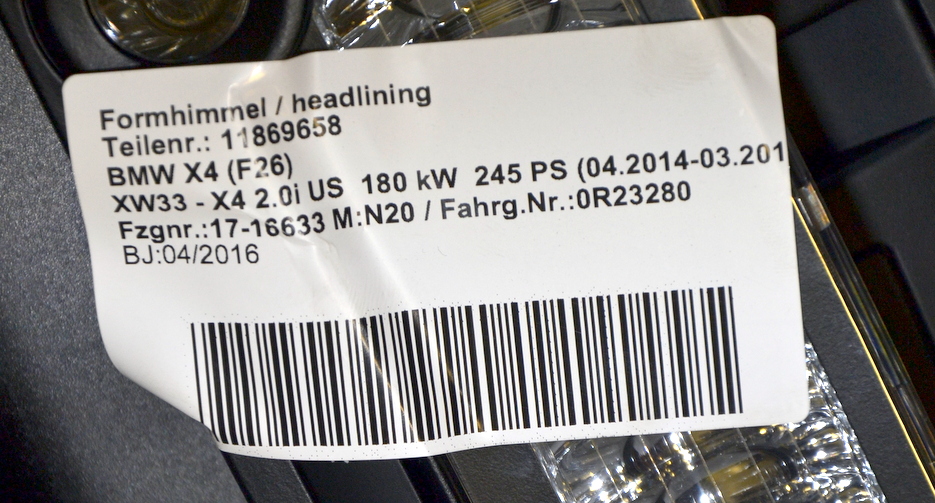 Formhimmel / headlining
Teilenr.: 11869658
BMW X4 (F26)
XW33 - X4 2.0i US 180 kW 245 PS (04.2014-03.201
Fzgnr.:17-16633 M:N20 / Fahrg.Nr.:0R23280
BJ:04/2016